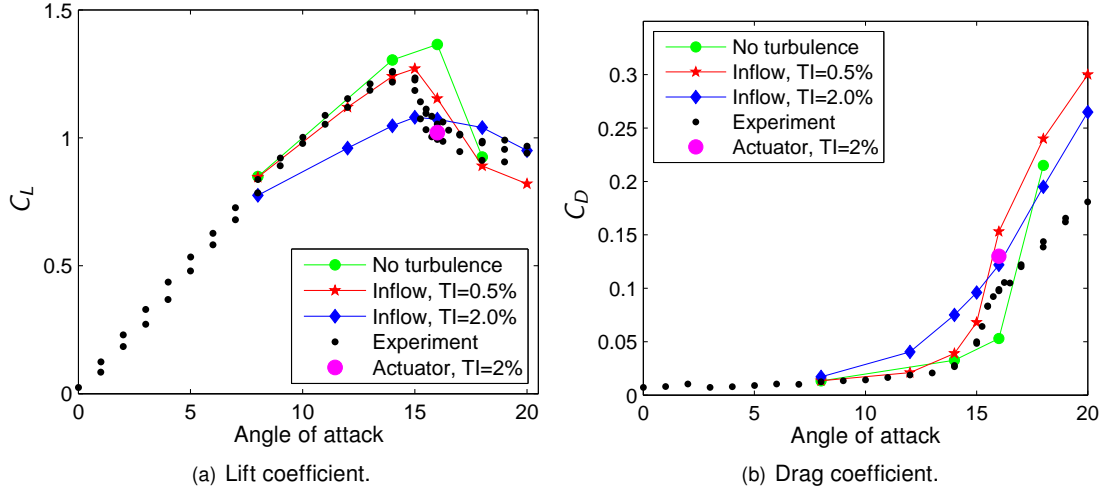 1.5
1
0.5
0
C_L
0 5 10 15 20
Angle of attack
No turbulence
Inflow, TI=0.5%
Inflow, TI=2.0%
Experiment
Actuator, TI=2%
(a) Lift coefficient.
0.3
0.25
0.2
0.15
0.1
0.05
0
C_D
0 5 10 15 20
Angle of attack
No turbulence
Inflow, TI=0.5%
Inflow, TI=2.0%
Experiment
Actuator, TI=2%
(b) Drag coefficient.